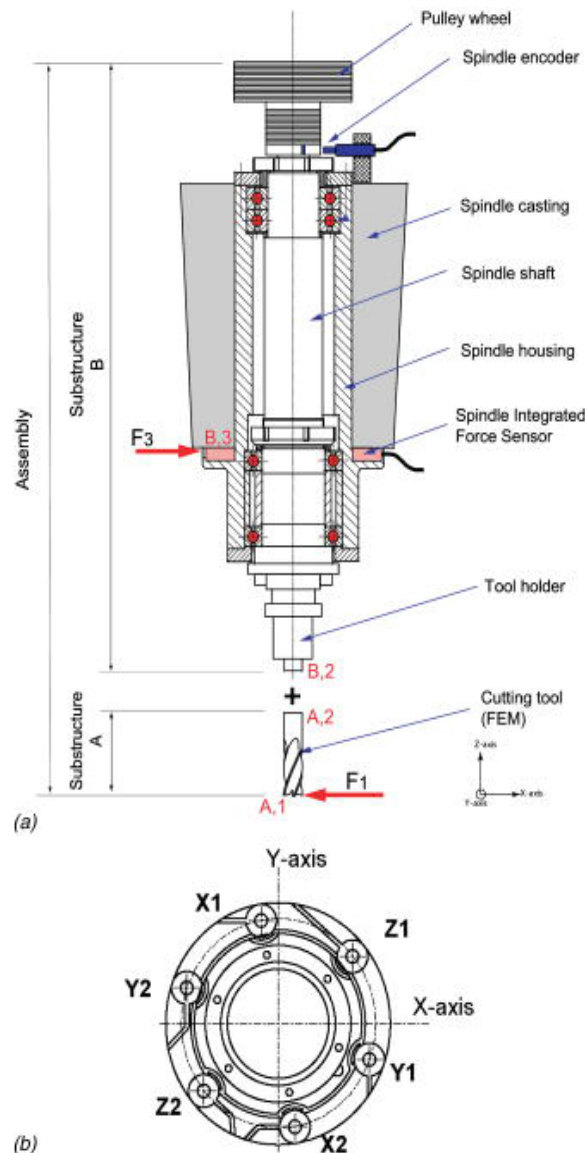 Pulley wheel
Spindle encoder
Spindle casting
Spindle shaft
Spindle housing
Spindle Integrated
Force Sensor
Tool holder
Cutting tool
(FEM)
Assembly
Substructure
B
Substructure
A
F3
B,3
B,2
+
A,2
A,1
F1
Z-axis
Y-axis
X-axis
(a)
Y-axis
X1
Z1
Y2
X-axis
Y1
Z2
X2
(b)